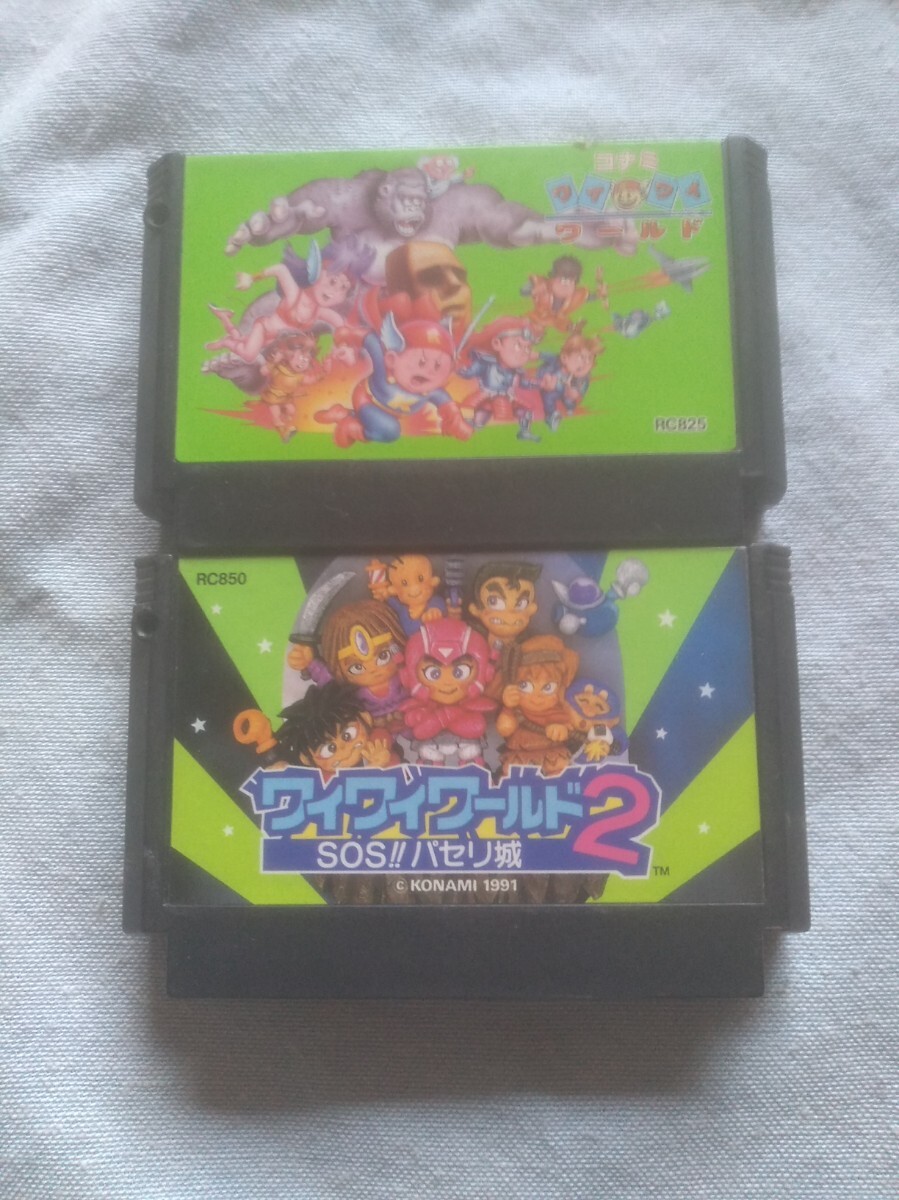 コナミ
ワイワイ
ワールド
RC825
RC850
ワイワイワールド2
SOS!!パセリ城
TM
© KONAMI 1991